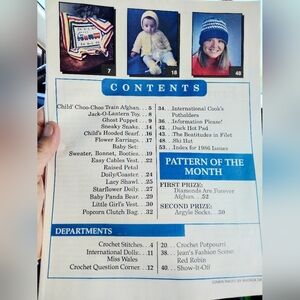 7
18
48
CONTENTS
Child' Choo-Choo Train Afghan. . 5
Jack-O-Lantern Toy. . 8
Ghost Puppet . . 9
Sneaky Snake. . 14
Child's Hooded Scarf. . 16
Flower Earrings. . 17
Baby Set:
Sweater, Bonnet, Booties. . 19
Easy Cables Vest. . 22
Raised Petal
Doily/Coaster. . 24
Lacy Shawl. . 25
Starflower Doily. . 27
Baby Panda Bear. . 29
Little Girl's Vest. . 30
Popcorn Clutch Bag. . 32
34. . International Cook's
Potholders
36. . Information Please!
42. . Duck Hot Pad
43. . The Beatitudes in Filet
48. . Ski Hat
53. . Index for 1986 Issues
PATTERN OF THE
MONTH
FIRST PRIZE:
Diamonds Are Forever
Afghan. . 52
SECOND PRIZE:
Argyle Socks. . 50
DEPARTMENTS
Crochet Stitches. . 4
International Dolls: . . 11
Miss Wales
Crochet Question Corner. . 12
20. . Crochet Potpourri
38. . Jean's Fashion Scene:
Red Robin
40. . Show-It-Off